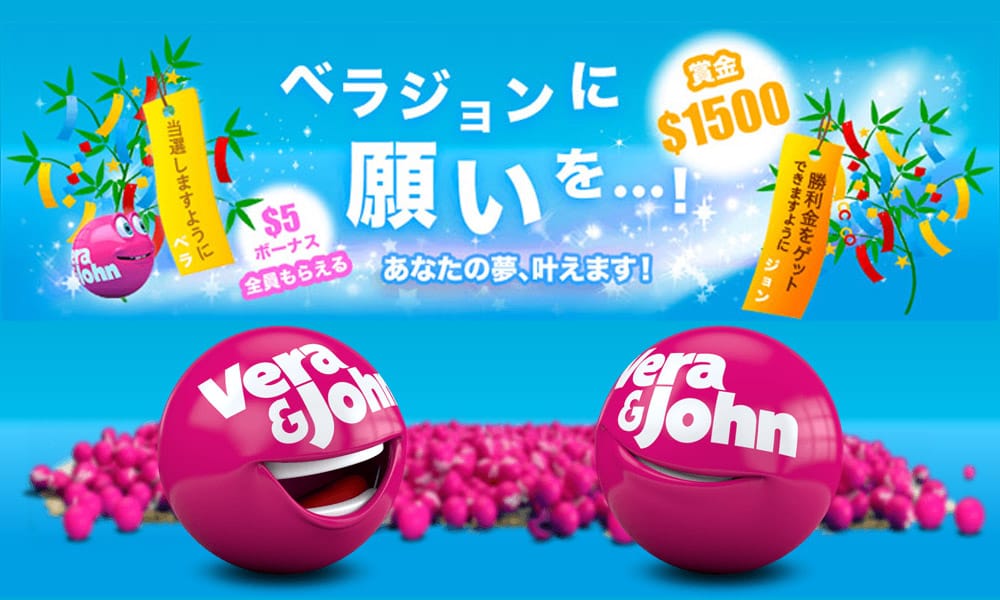 ベラジョンに
願いを...!
あなたの夢、叶えます!
賞金
$1500
$5
ボーナス
全員もらえる
当選しますように
ベラ
勝利金をゲット
できますように
ジョン
Vera
&John
Vera
&John
Vera
&John